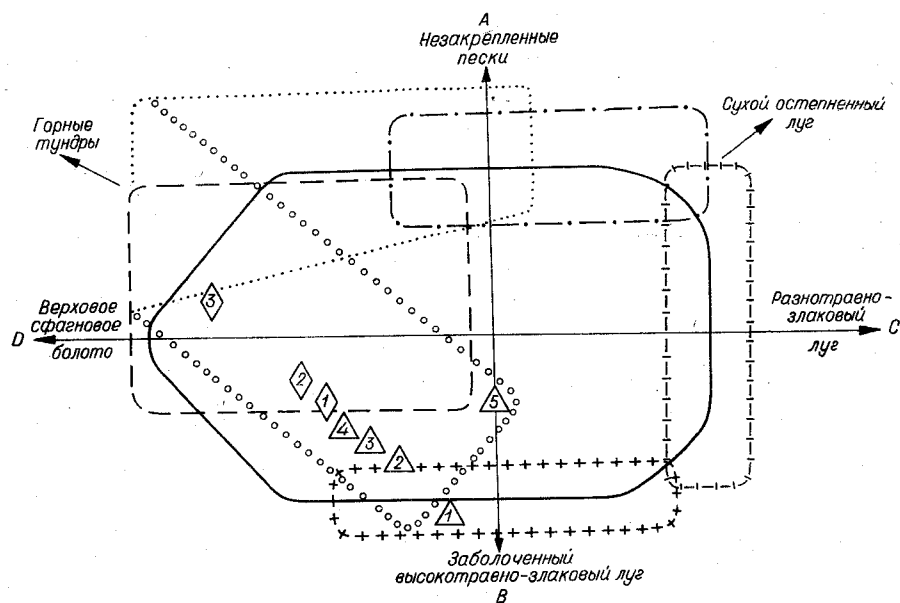 A
Незакрепленные
пески
Сухой остепненный
луг
Горные
тундры
3
Верховое
сфагновое
D
болото
Разнотравно-
злаковый
луг
C
2
1
4
3
2
5
1
Заболоченный
высокотравно-злаковый луг
B